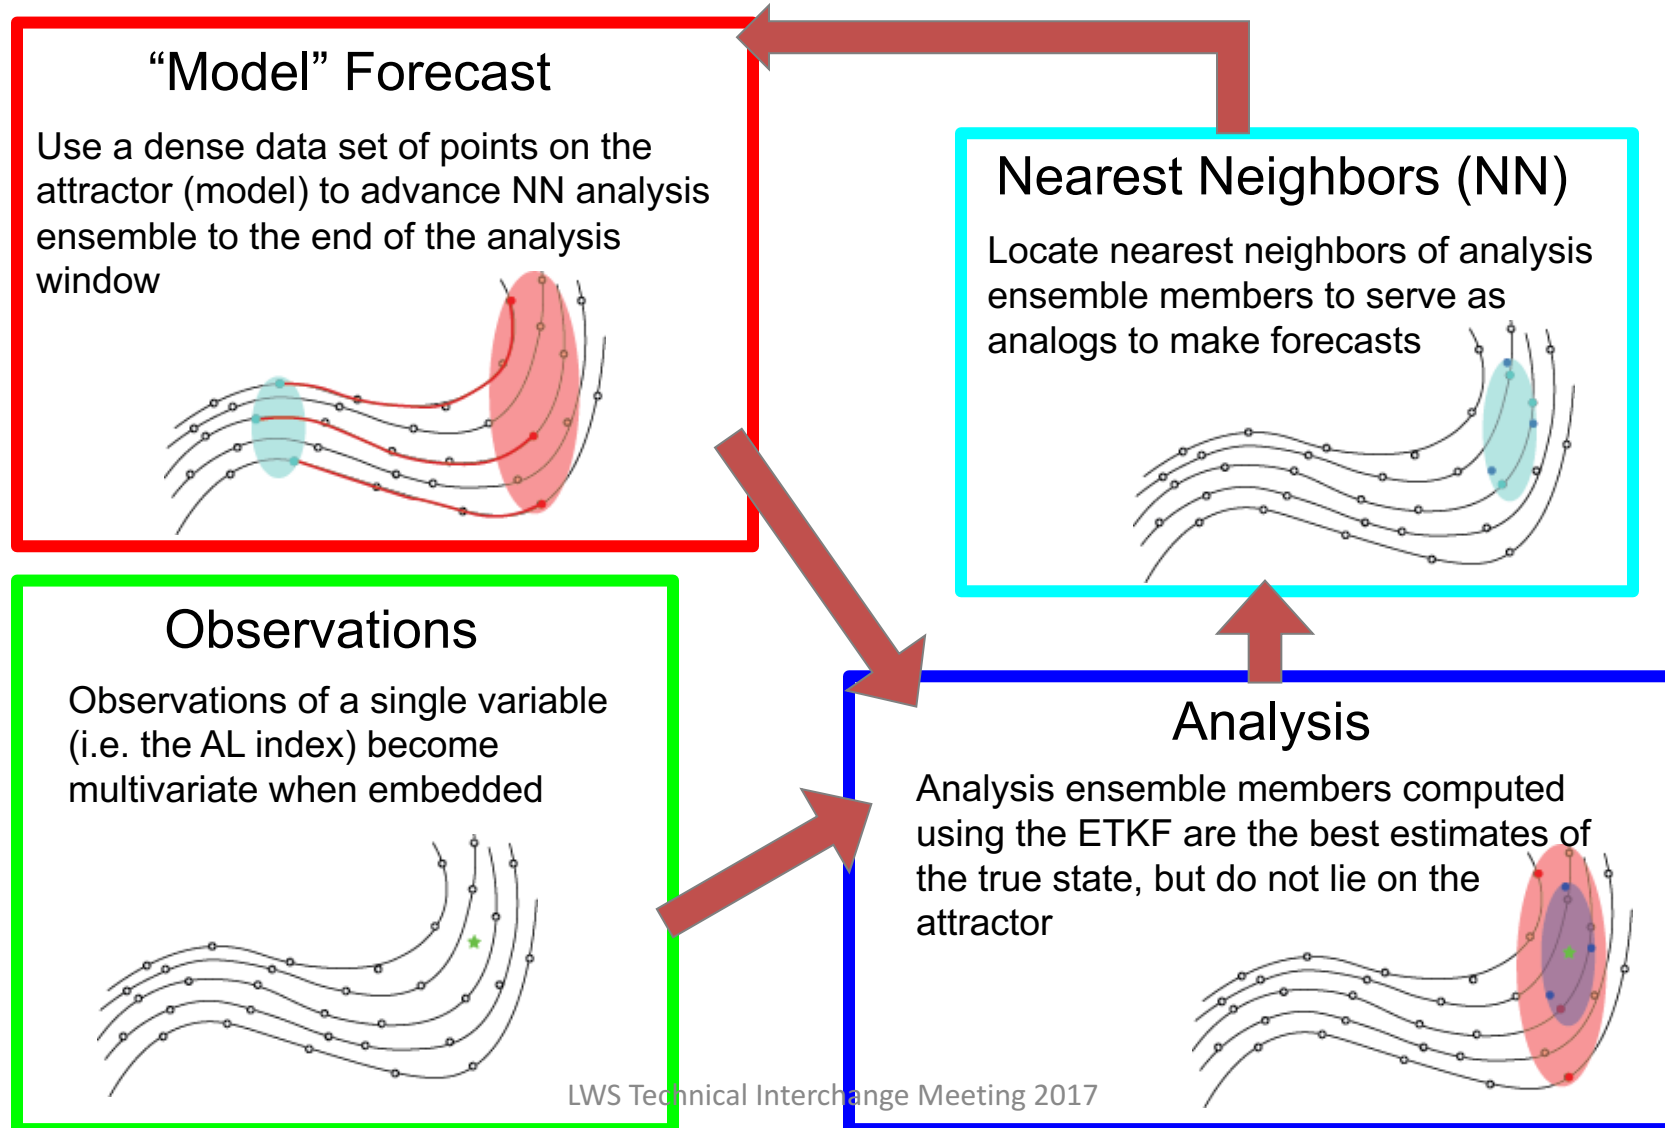 “Model” Forecast
Use a dense data set of points on the
attractor (model) to advance NN analysis
ensemble to the end of the analysis
window
Nearest Neighbors (NN)
Locate nearest neighbors of analysis
ensemble members to serve as
analogs to make forecasts
Observations
Observations of a single variable
(i.e. the AL index) become
multivariate when embedded
Analysis
Analysis ensemble members computed
using the ETKF are the best estimates of
the true state, but do not lie on the
attractor
LWS Technical Interchange Meeting 2017